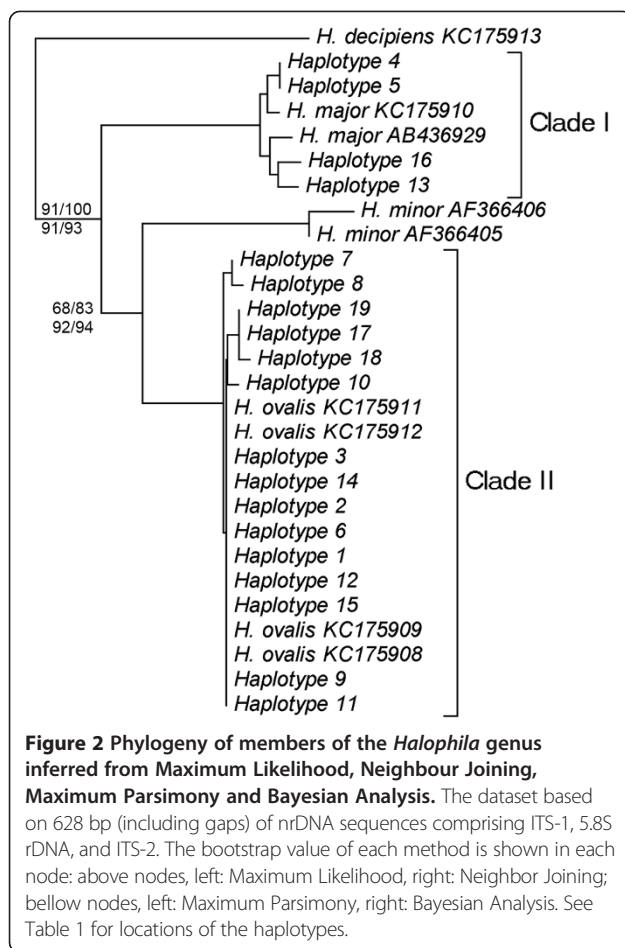 H. decipiens KC175913
Haplotype 4
Haplotype 5
H. major KC175910
Clade I
H. major AB436929
Haplotype 16
Haplotype 13
91/100
91/93
H. minor AF366406
H. minor AF366405
Haplotype 7
Haplotype 8
Haplotype 19
68/83
92/94
Haplotype 17
Haplotype 18
Haplotype 10
H. ovalis KC175911
H. ovalis KC175912
Haplotype 3
Haplotype 14
Clade II
Haplotype 2
Haplotype 6
Haplotype 1
Haplotype 12
Haplotype 15
H. ovalis KC175909
H. ovalis KC175908
Haplotype 9
Haplotype 11
Figure 2 Phylogeny of members of the Halophila genus
inferred from Maximum Likelihood, Neighbour Joining,
Maximum Parsimony and Bayesian Analysis. The dataset based
on 628 bp (including gaps) of nrDNA sequences comprising ITS-1, 5.8S
rDNA, and ITS-2. The bootstrap value of each method is shown in each
node: above nodes, left: Maximum Likelihood, right: Neighbor Joining;
bellow nodes, left: Maximum Parsimony, right: Bayesian Analysis. See
Table 1 for locations of the haplotypes.